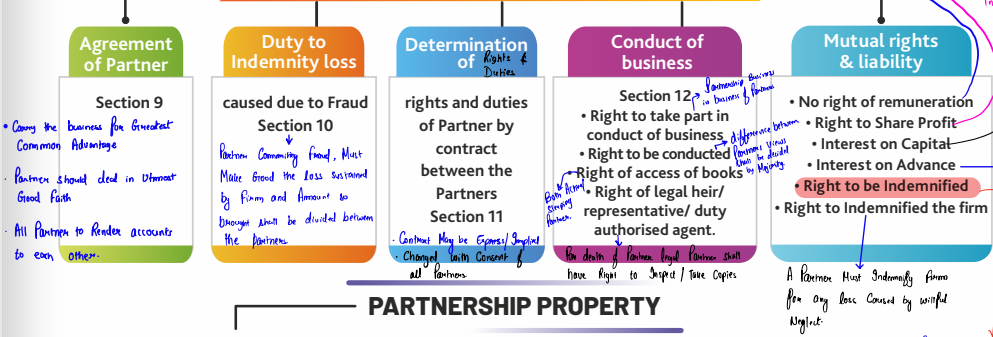 Agreement
of Partner
Section 9
• Carry the business for Greatest
Common Advantage
• Partner should deal in Utmost
Good Faith
• All Partner to Render accounts
to each other.
Duty to
Indemnity loss
caused due to Fraud
Section 10
Partner Committing fraud, Must
Make Good the loss sustained
by firm and Amount so
brought shall be divided between
the partners
Determination
of Rights &
Duties
rights and duties
of Partner by
contract
between the
Partners
Section 11
• Contract May be Express/Implied
• Changed with Consent of
all Partners
Conduct of
business
Section 12
Partnership Business
in business of Partners
• Right to take part in
conduct of business
difference between
Partners views
shall be decided
by Majority
• Right to be conducted
Right of access of books
Both Active
Sleeping
Partner.
• Right of legal heir/
representative/ duty
authorised agent.
death of Partner legal Partner shall
have Right to Inspect / Take Copies
Mutual rights
& liability
• No right of remuneration
• Right to Share Profit
• Interest on Capital
• Interest on Advance
• Right to be Indemnified
• Right to Indemnified the firm
A Partner Must Indemnify Firm
for any loss Caused by willful
Neglect.
PARTNERSHIP PROPERTY